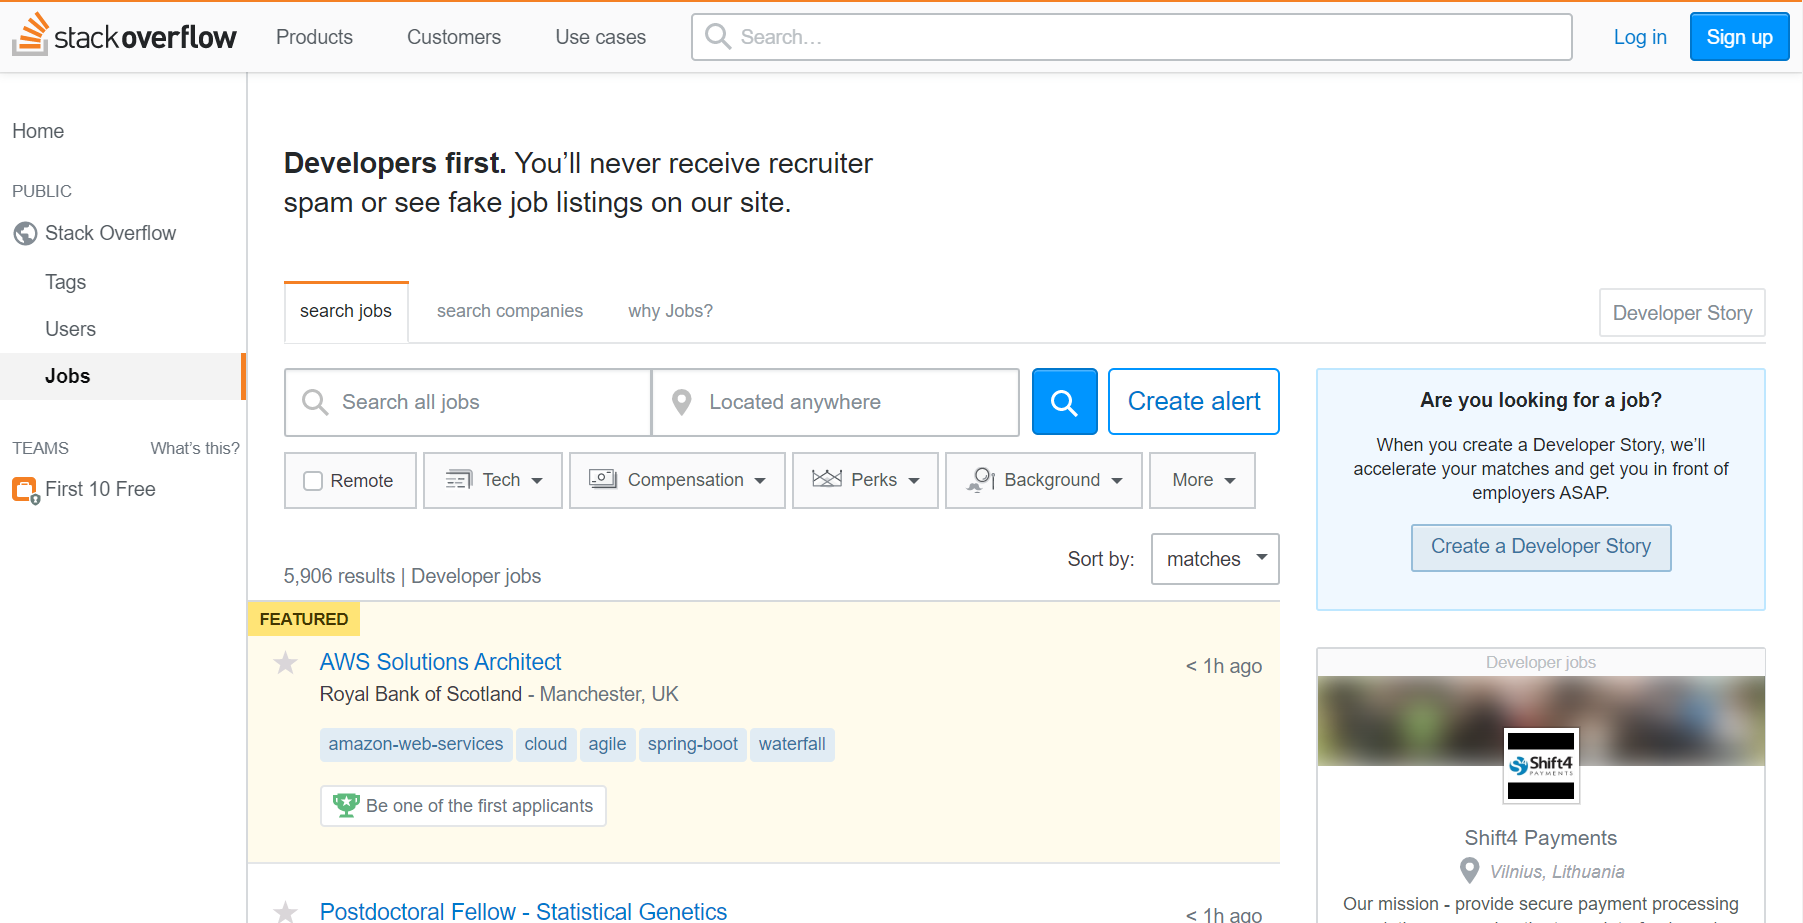 stackoverflow
Products
Customers
Use cases
Search...
Log in
Sign up
Home
PUBLIC
Stack Overflow
Tags
Users
Jobs
TEAMS
What's this?
First 10 Free
Developers first. You'll never receive recruiter
spam or see fake job listings on our site.
search jobs
search companies
why Jobs?
Developer Story
Search all jobs
Located anywhere
Create alert
Remote
Tech
Compensation
Perks
Background
More
5,906 results | Developer jobs
Sort by:
matches
FEATURED
AWS Solutions Architect
< 1h ago
Royal Bank of Scotland - Manchester, UK
amazon-web-services
cloud
agile
spring-boot
waterfall
Be one of the first applicants
Postdoctoral Fellow - Statistical Genetics
< 1h ago
Are you looking for a job?
When you create a Developer Story, we'll
accelerate your matches and get you in front of
employers ASAP.
Create a Developer Story
Developer jobs
Shift4
PAYMENTS
Shift4 Payments
Vilnius, Lithuania
Our mission - provide secure payment processing